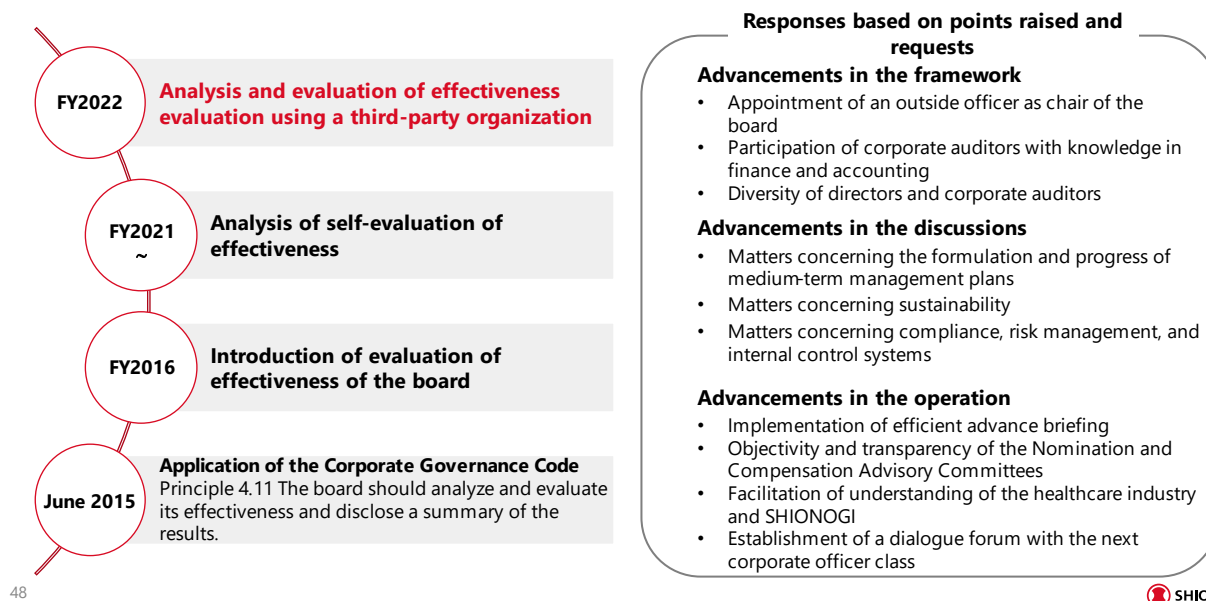 FY2022
Analysis and evaluation of effectiveness
evaluation using a third-party organization
FY2021
~
Analysis of self-evaluation of
effectiveness
FY2016
Introduction of evaluation of
effectiveness of the board
June 2015
Application of the Corporate Governance Code
Principle 4.11 The board should analyze and evaluate
its effectiveness and disclose a summary of the
results.
Responses based on points raised and
requests
Advancements in the framework
• Appointment of an outside officer as chair of the
board
• Participation of corporate auditors with knowledge in
finance and accounting
• Diversity of directors and corporate auditors
Advancements in the discussions
• Matters concerning the formulation and progress of
medium-term management plans
• Matters concerning sustainability
• Matters concerning compliance, risk management, and
internal control systems
Advancements in the operation
• Implementation of efficient advance briefing
• Objectivity and transparency of the Nomination and
Compensation Advisory Committees
• Facilitation of understanding of the healthcare industry
and SHIONOGI
• Establishment of a dialogue forum with the next
corporate officer class
48
SHIO